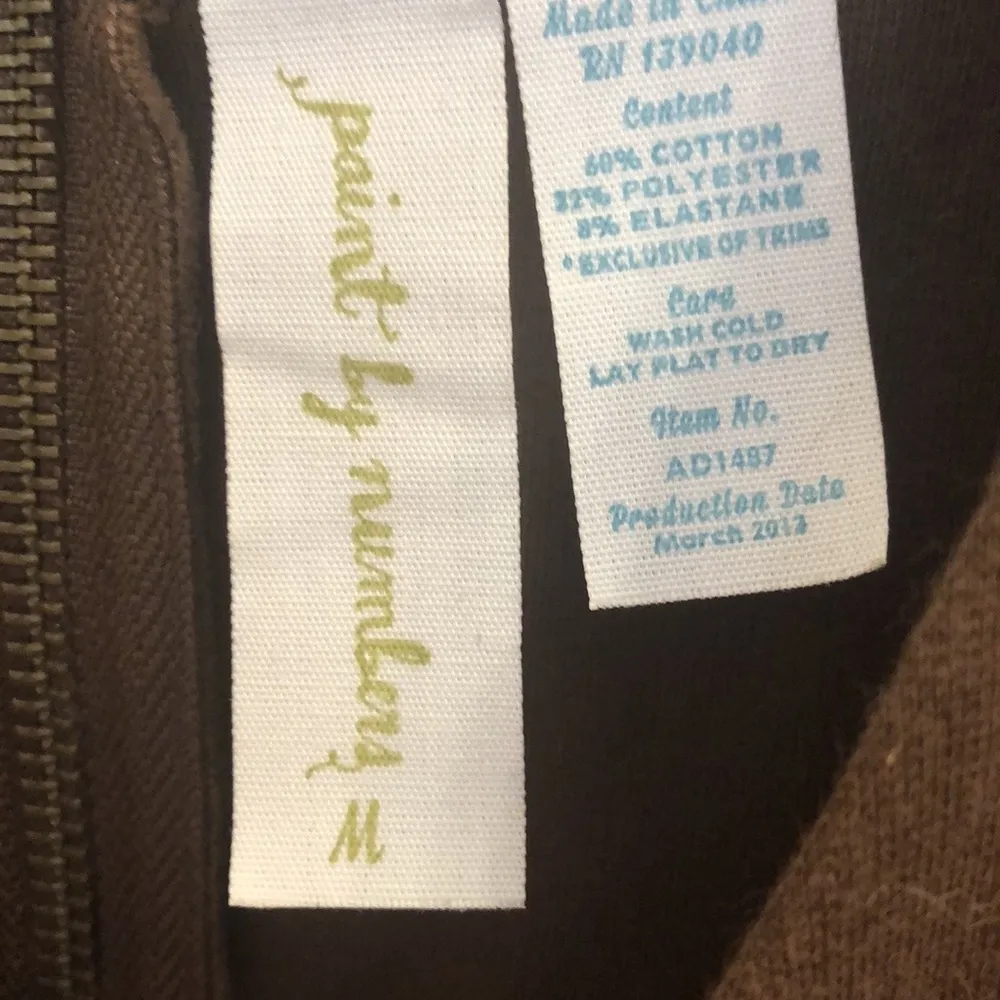 paint by numbers
M
Made in
RN 139040
Content
60% COTTON
32% POLYESTER
8% ELASTANE
*EXCLUSIVE OF TRIMS
Care
WASH COLD
LAY FLAT TO DRY
Item No.
AD1487
Production Date
March 2013